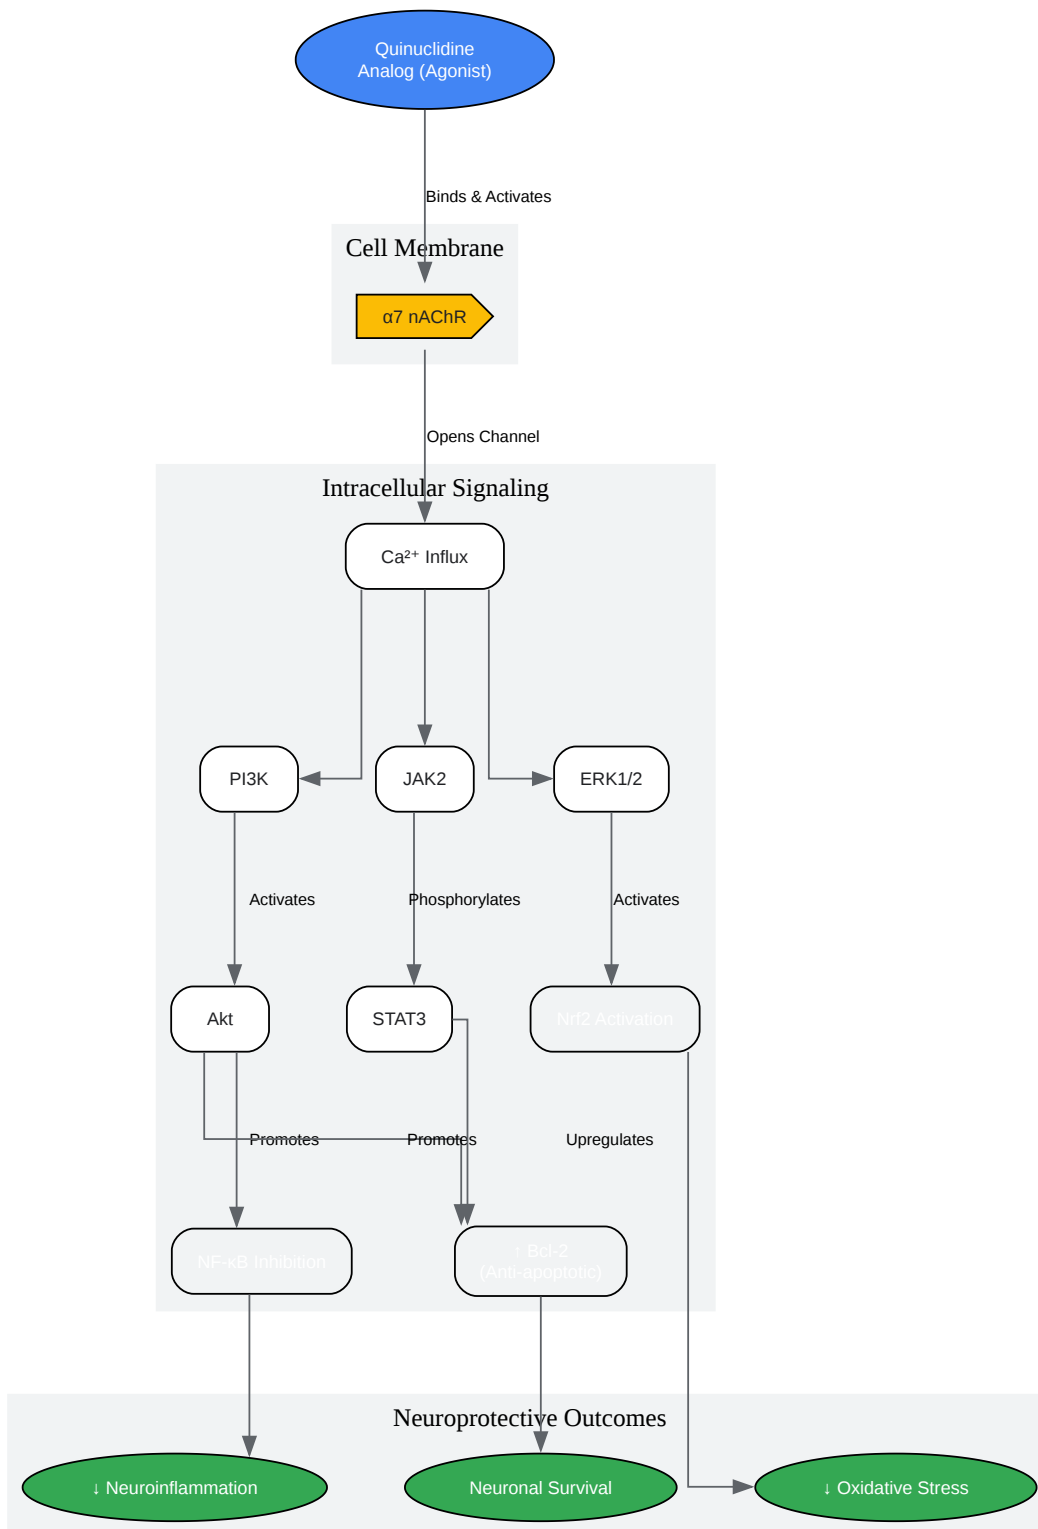 Quinuclidine
Analog (Agonist)
Binds & Activates
Cell Membrane
α7 nAChR
Opens Channel
Intracellular Signaling
Ca²⁺ Influx
PI3K
JAK2
ERK1/2
Activates
Phosphorylates
Activates
Akt
STAT3
Nrf2 Activation
Promotes
Promotes
Upregulates
NF-κB Inhibition
↑ Bcl-2
(Anti-apoptotic)
Neuroprotective Outcomes
↓ Neuroinflammation
Neuronal Survival
↓ Oxidative Stress